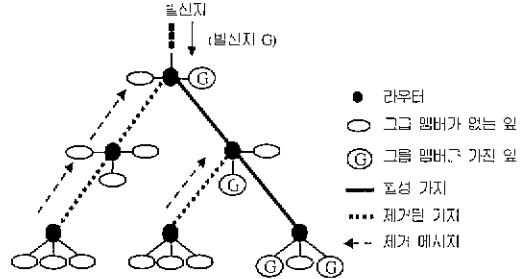 발신지
(발신지 G)
G
G
G
G
라우터
그룹 멤버가 없는 잎
G 그룹 멤버를 가진 잎
활성 가지
제거된 가지
제거 메시지